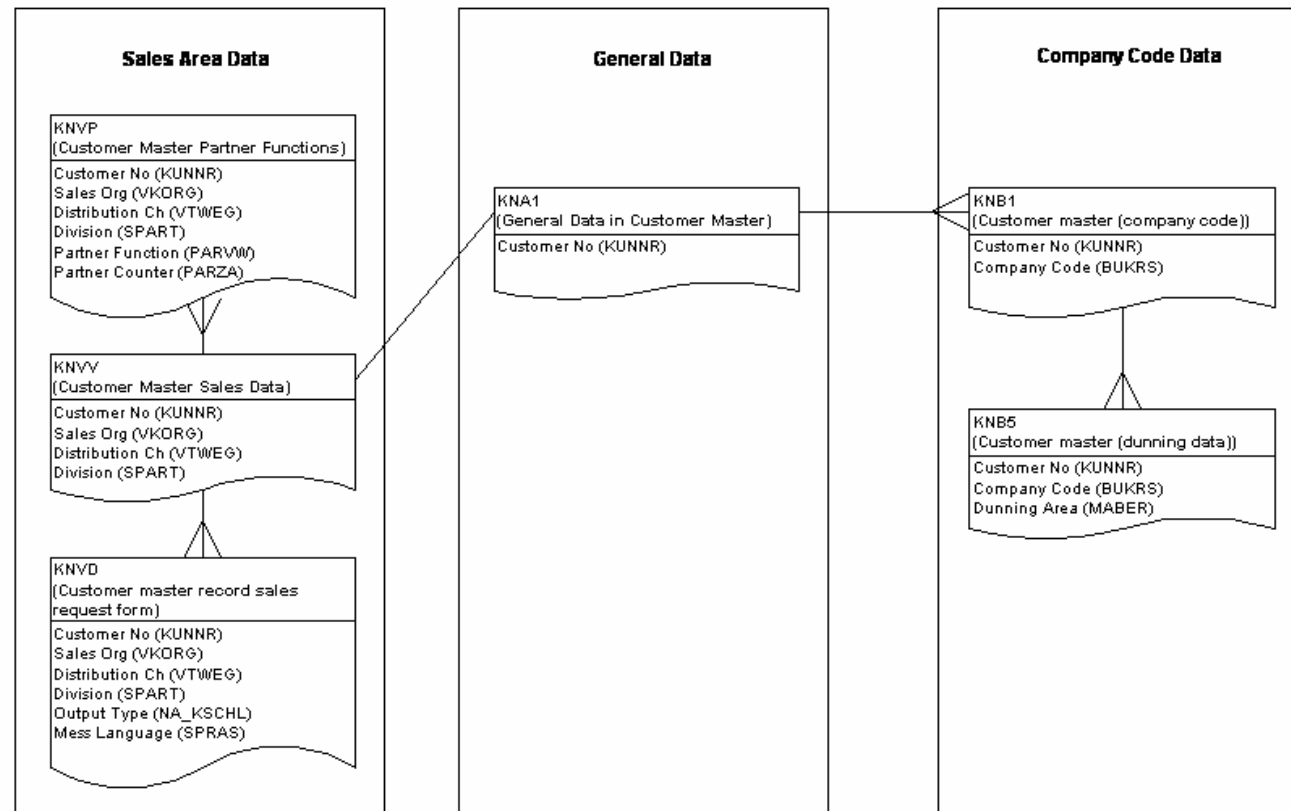 Sales Area Data
KNVP
(Customer Master Partner Functions)
Customer No (KUNNR)
Sales Org (VKORG)
Distribution Ch (VTWEG)
Division (SPART)
Partner Function (PARVW)
Partner Counter (PARZA)
KNVV
(Customer Master Sales Data)
Customer No (KUNNR)
Sales Org (VKORG)
Distribution Ch (VTWEG)
Division (SPART)
KNVD
(Customer master record sales
request form)
Customer No (KUNNR)
Sales Org (VKORG)
Distribution Ch (VTWEG)
Division (SPART)
Output Type (NA_KSCHL)
Mess Language (SPRAS)
General Data
KNA1
(General Data in Customer Master)
Customer No (KUNNR)
Company Code Data
KNB1
(Customer master (company code))
Customer No (KUNNR)
Company Code (BUKRS)
KNB5
(Customer master (dunning data))
Customer No (KUNNR)
Company Code (BUKRS)
Dunning Area (MABER)